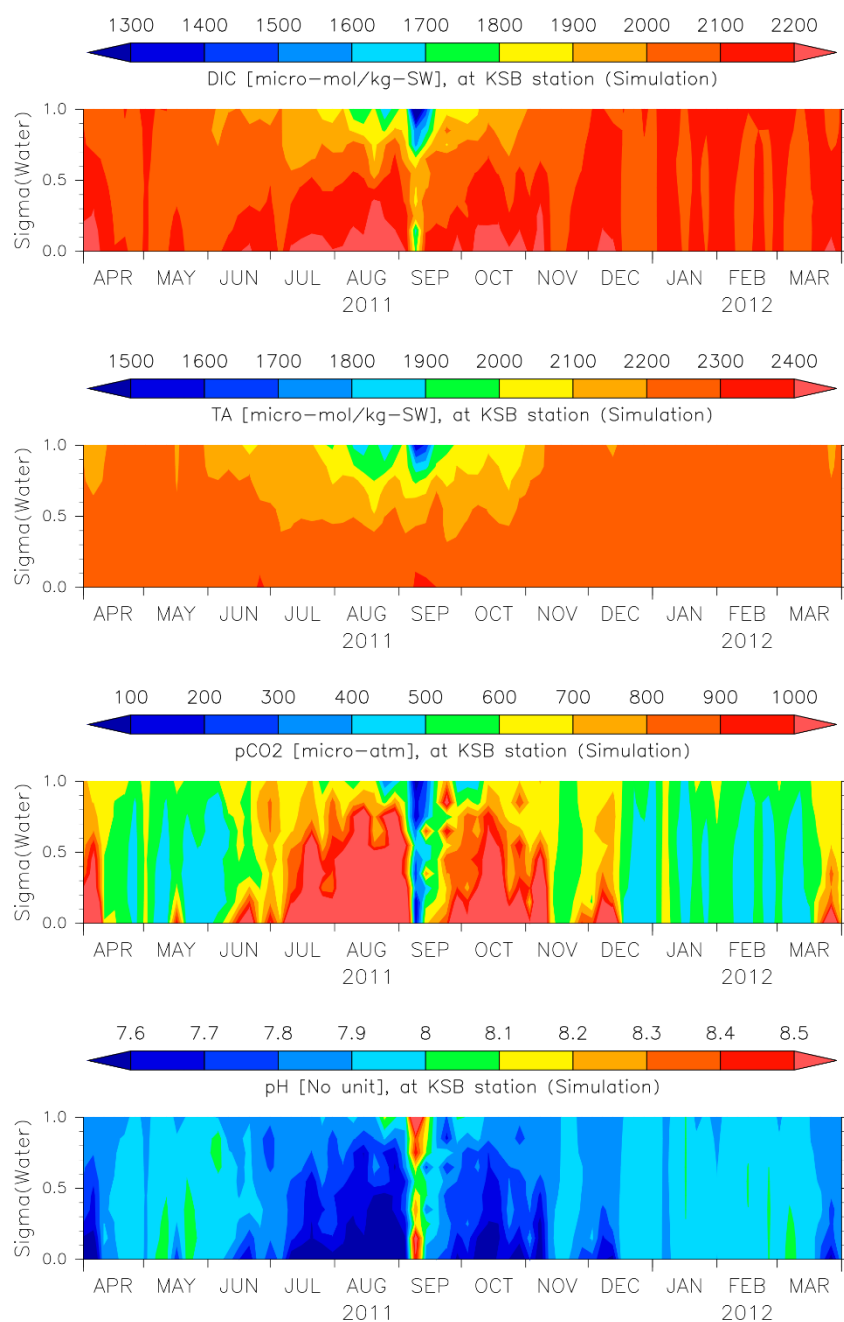 1300 1400 1500 1600 1700 1800 1900 2000 2100 2200
DIC [micro-mol/kg-SW], at KSB station (Simulation)
1.0
0.5
0.0
Sigma(Water)
APR MAY JUN JUL AUG SEP OCT NOV DEC JAN FEB MAR
2011 2012
1500 1600 1700 1800 1900 2000 2100 2200 2300 2400
TA [micro-mol/kg-SW], at KSB station (Simulation)
1.0
0.5
0.0
Sigma(Water)
APR MAY JUN JUL AUG SEP OCT NOV DEC JAN FEB MAR
2011 2012
100 200 300 400 500 600 700 800 900 1000
pCO2 [micro-atm], at KSB station (Simulation)
1.0
0.5
0.0
Sigma(Water)
APR MAY JUN JUL AUG SEP OCT NOV DEC JAN FEB MAR
2011 2012
7.6 7.7 7.8 7.9 8 8.1 8.2 8.3 8.4 8.5
pH [No unit], at KSB station (Simulation)
1.0
0.5
0.0
Sigma(Water)
APR MAY JUN JUL AUG SEP OCT NOV DEC JAN FEB MAR
2011 2012